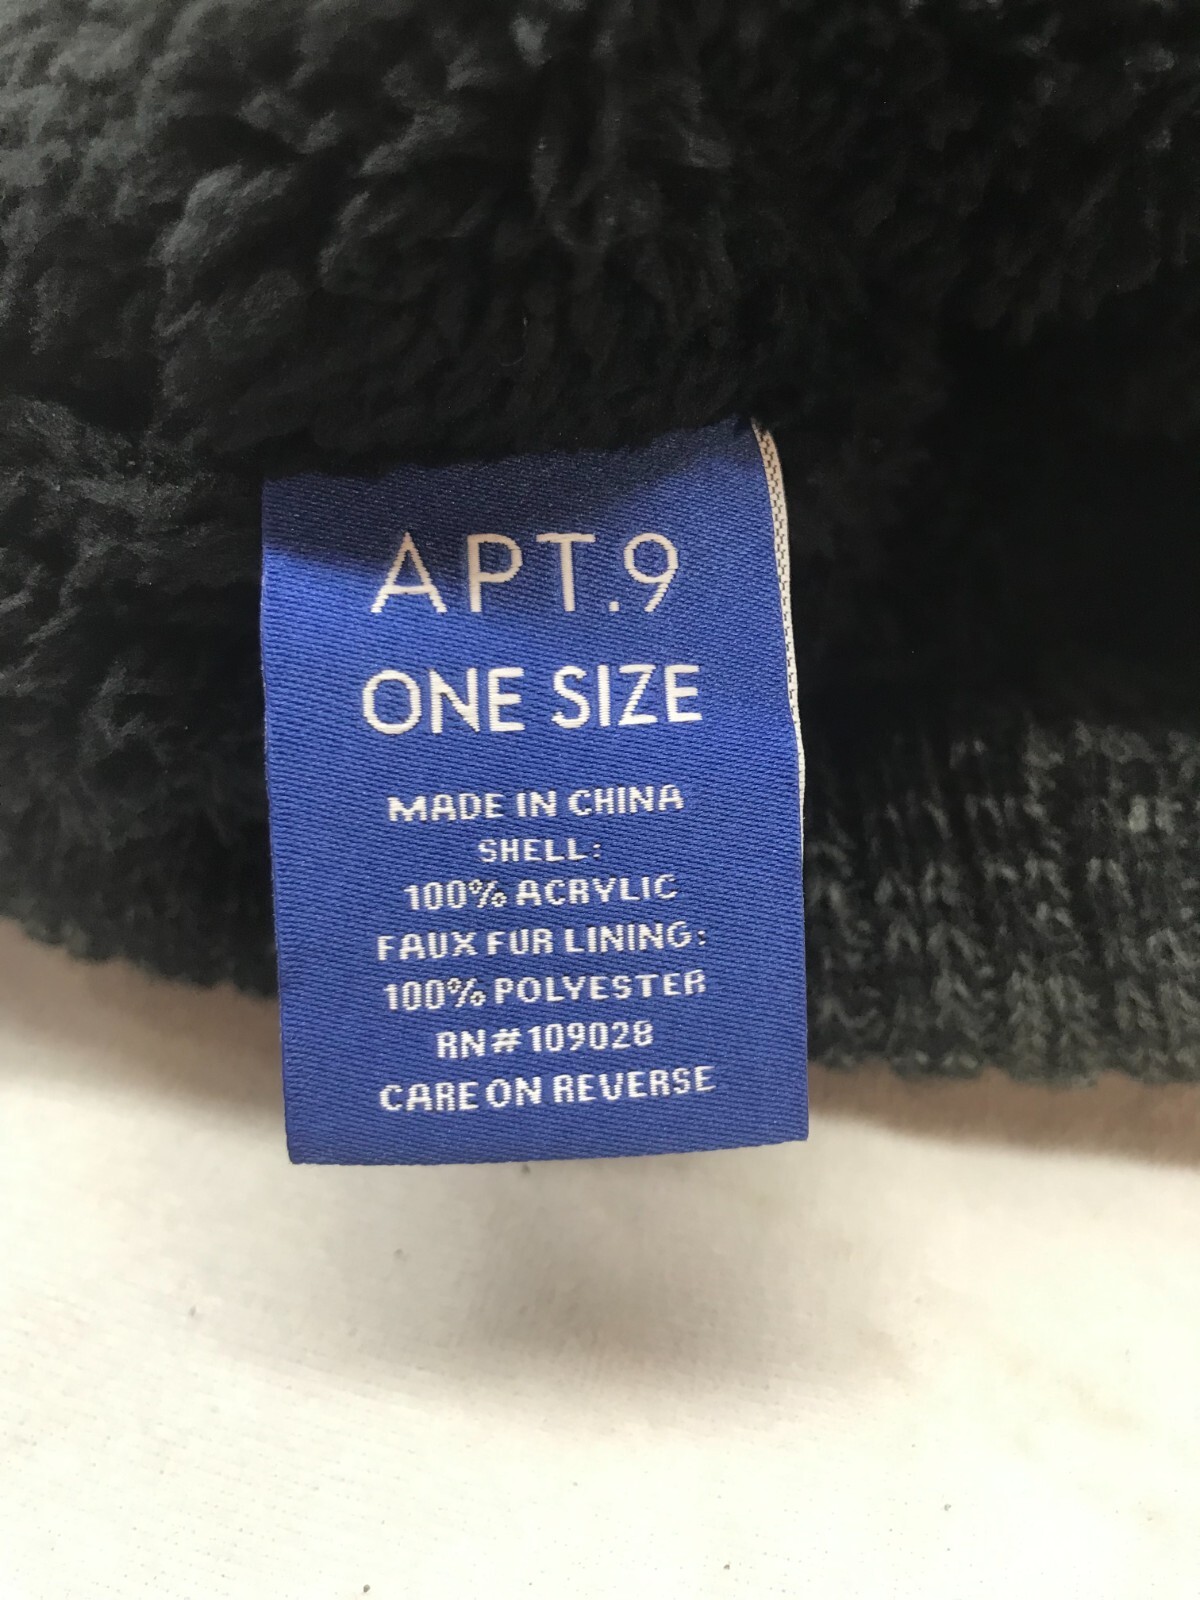 APT.9
ONE SIZE
MADE IN CHINA
SHELL:
100% ACRYLIC
FAUX FUR LINING:
100% POLYESTER
RN#109028
CARE ON REVERSE